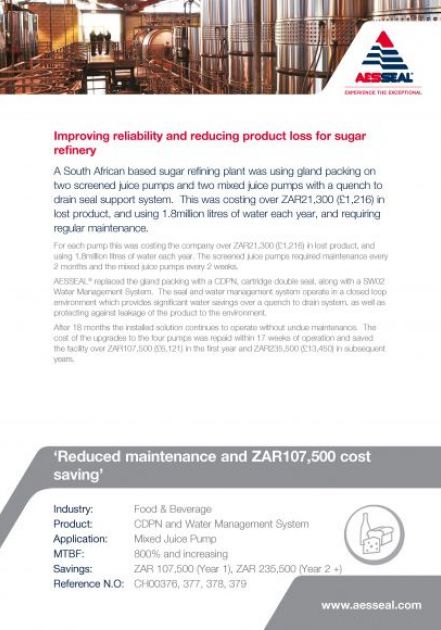 AESSEAL®
EXPERIENCE THE EXCEPTIONAL
Improving reliability and reducing product loss for sugar
refinery
A South African based sugar refining plant was using gland packing on
two screened juice pumps and two mixed juice pumps with a quench to
drain seal support system. This was costing over ZAR21,300 (£1,216) in
lost product, and using 1.8million litres of water each year, and requiring
regular maintenance.
For each pump this was costing the company over ZAR21,300 (£1,216) in lost product, and
using 1.8million litres of water each year. The screened juice pumps required maintenance every
2 months and the mixed juice pumps every 2 weeks.
AESSEAL® replaced the gland packing with a CDPN, cartridge double seal, along with a SW02
Water Management System. The seal and water management system operate in a closed loop
environment which provides significant water savings over a quench to drain system, as well as
protecting against leakage of the product to the environment.
After 18 months the installed solution continues to operate without undue maintenance. The
cost of the upgrades to the four pumps was repaid within 17 weeks of operation and saved
the facility over ZAR107,500 (£6,121) in the first year and ZAR235,500 (£13,450) in subsequent
years.
‘Reduced maintenance and ZAR107,500 cost
saving’
Industry: Food & Beverage
Product: CDPN and Water Management System
Application: Mixed Juice Pump
MTBF: 800% and increasing
Savings: ZAR 107,500 (Year 1), ZAR 235,500 (Year 2 +)
Reference N.O: CH00376, 377, 378, 379
www.aesseal.com